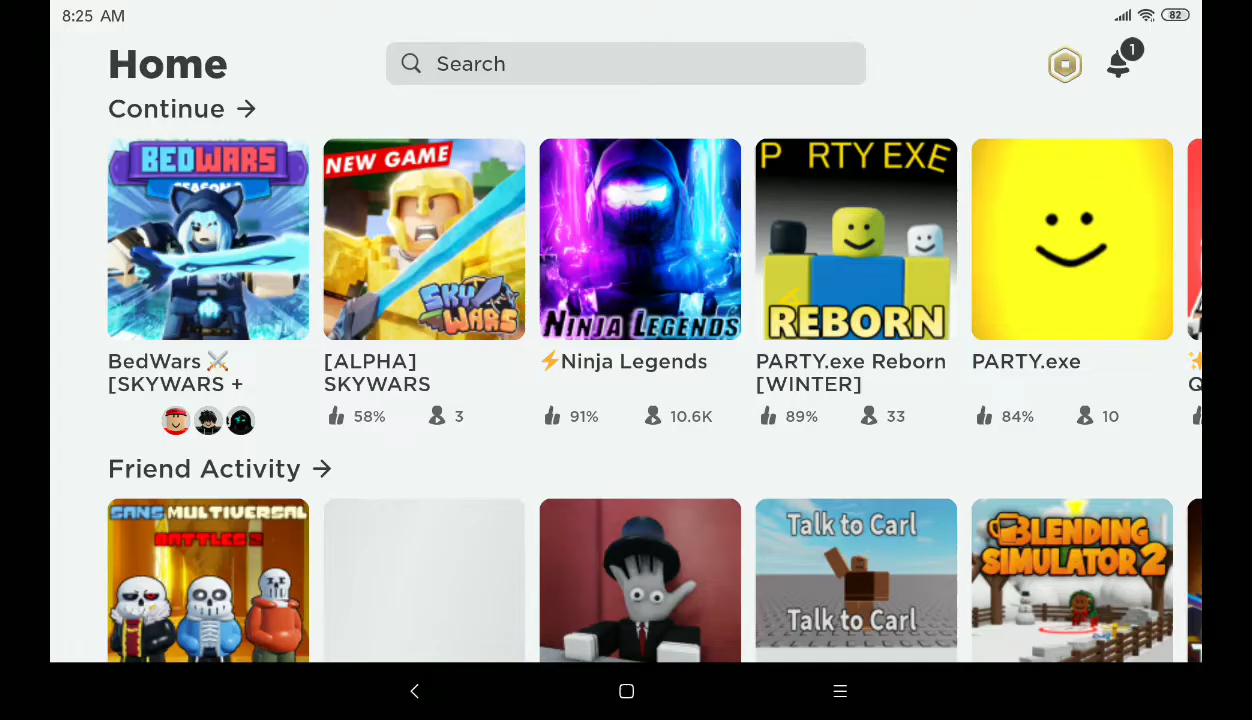 8:25 AM
82
Home
Search
1
Continue
BEDWARS
SEASON
NEW GAME
SKY
WARS
NINJA LEGENDS
P RTY EXE
REBORN
BedWars
[SKYWARS +
[ALPHA]
SKYWARS
58% 3
Ninja Legends
91% 10.6K
PARTY.exe Reborn
[WINTER]
89% 33
PARTY.exe
84% 10
Q
Friend Activity
SANS MULTIVERSAL
BATTLES 2
Talk to Carl
Talk to Carl
BLENDING
SIMULATOR 2